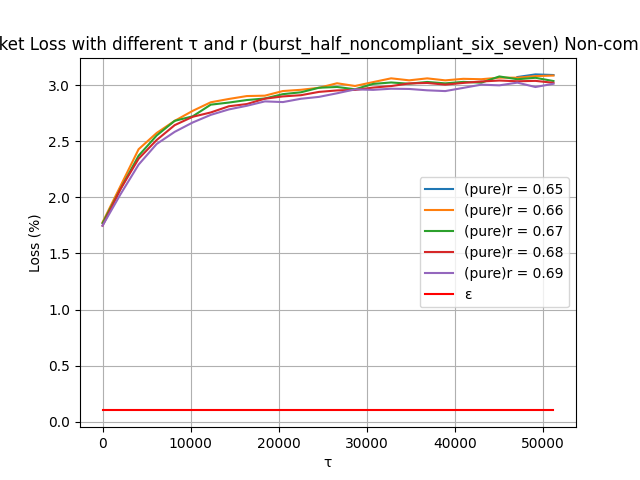 ket Loss with different τ and r (burst_half_noncompliant_six_seven) Non-com
3.0
2.5
2.0
1.5
1.0
0.5
0.0
Loss (%)
(pure)r = 0.65
(pure)r = 0.66
(pure)r = 0.67
(pure)r = 0.68
(pure)r = 0.69
ε
0 10000 20000 30000 40000 50000
τ